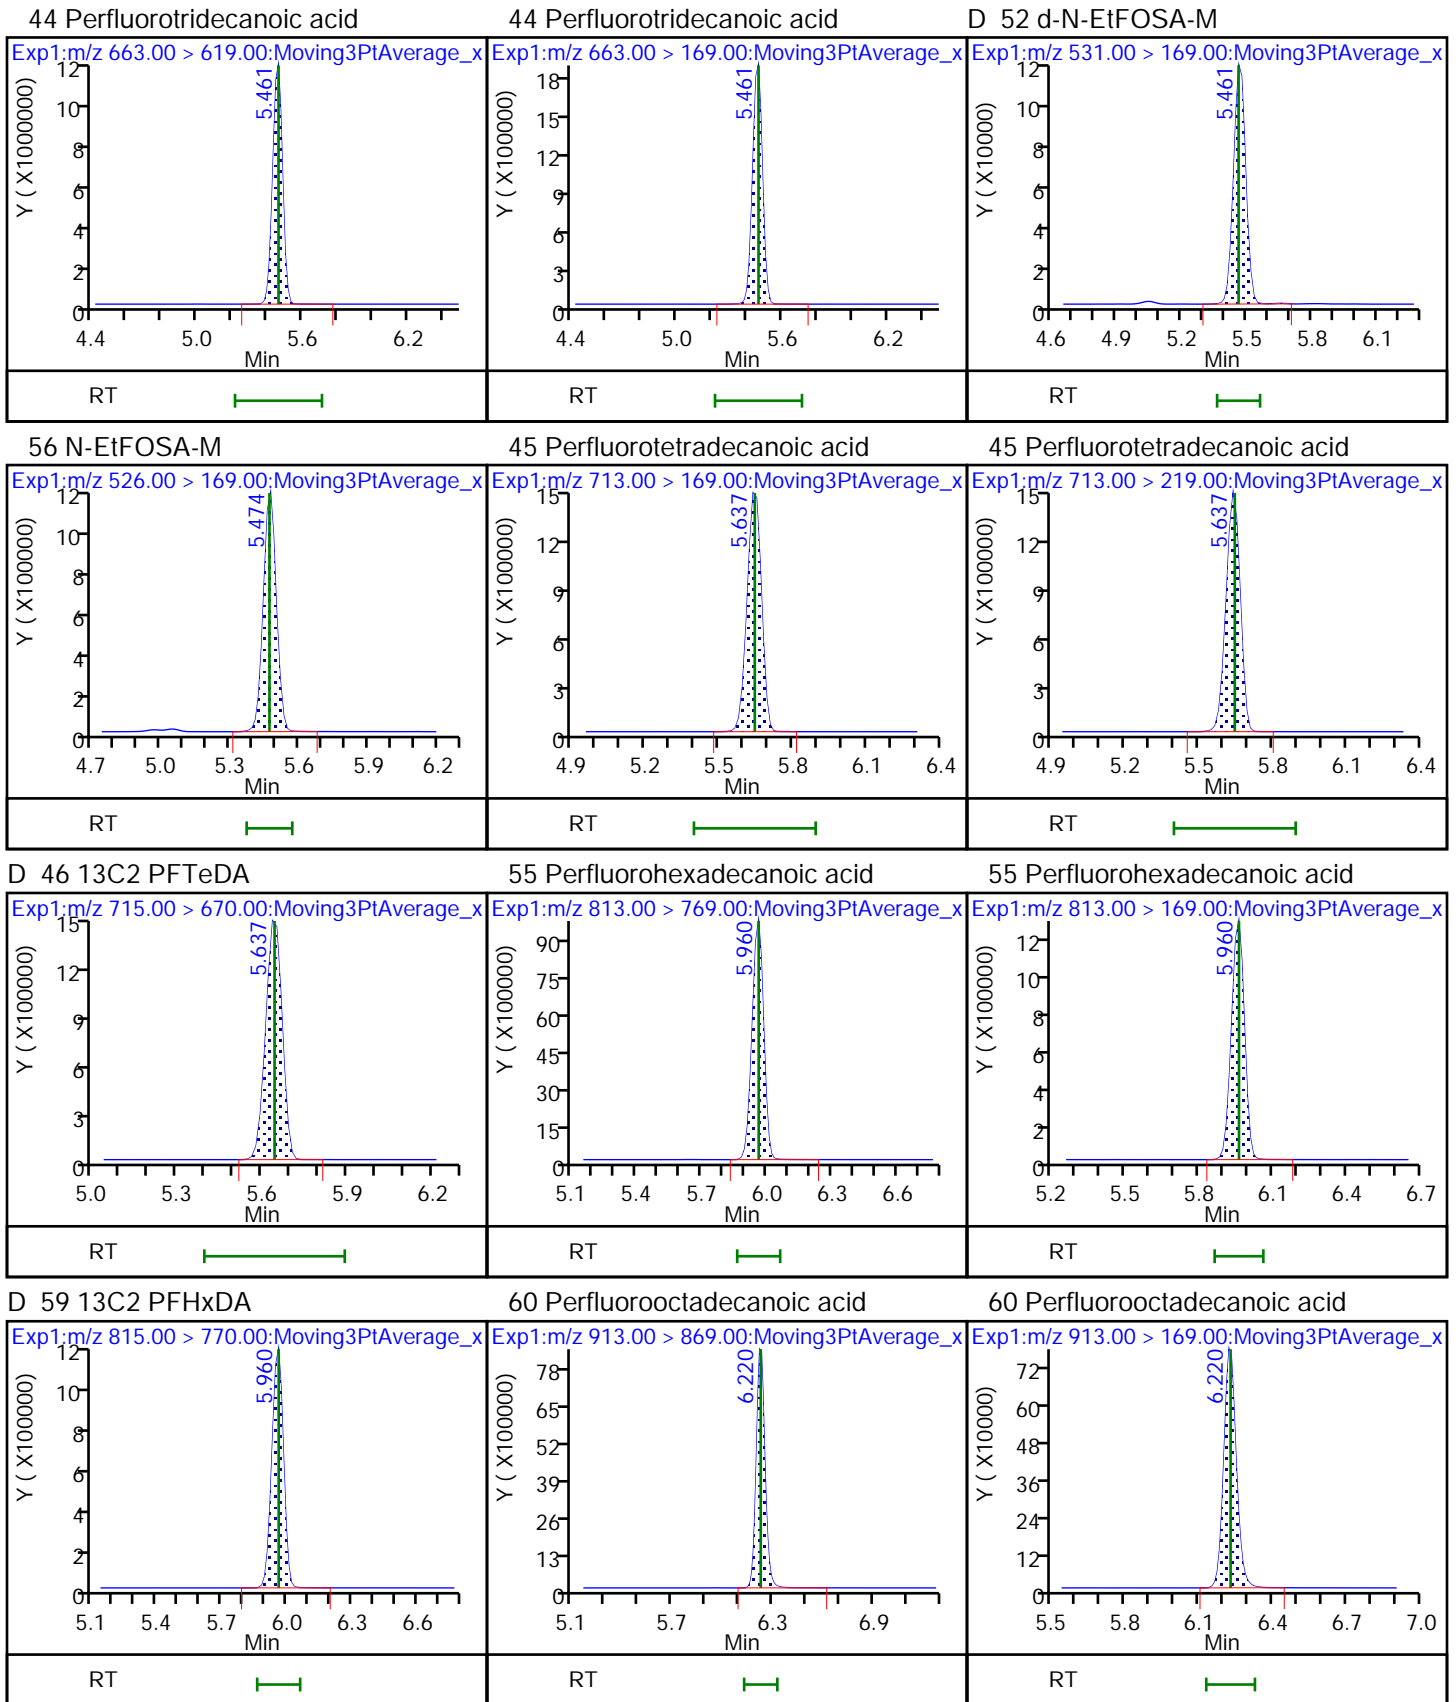 44 Perfluorotridecanoic acid
Exp1:m/z 663.00 > 619.00:Moving3PtAverage_x
Y ( X1000000)
12
10
8
6
4
2
0
5.461
4.4 5.0 5.6 6.2
Min
RT
44 Perfluorotridecanoic acid
Exp1:m/z 663.00 > 169.00:Moving3PtAverage_x
Y ( X100000)
18
15
12
9
6
3
0
5.461
4.4 5.0 5.6 6.2
Min
RT
D 52 d-N-EtFOSA-M
Exp1:m/z 531.00 > 169.00:Moving3PtAverage_x
Y ( X100000)
12
10
8
6
4
2
0
5.461
4.6 4.9 5.2 5.5 5.8 6.1
Min
RT
56 N-EtFOSA-M
Exp1:m/z 526.00 > 169.00:Moving3PtAverage_x
Y ( X100000)
12
10
8
6
4
2
0
5.474
4.7 5.0 5.3 5.6 5.9 6.2
Min
RT
45 Perfluorotetradecanoic acid
Exp1:m/z 713.00 > 169.00:Moving3PtAverage_x
Y ( X100000)
15
12
9
6
3
0
5.637
4.9 5.2 5.5 5.8 6.1 6.4
Min
RT
45 Perfluorotetradecanoic acid
Exp1:m/z 713.00 > 219.00:Moving3PtAverage_x
Y ( X100000)
15
12
9
6
3
0
5.637
4.9 5.2 5.5 5.8 6.1 6.4
Min
RT
D 46 13C2 PFTeDA
Exp1:m/z 715.00 > 670.00:Moving3PtAverage_x
Y ( X100000)
15
12
9
6
3
0
5.637
5.0 5.3 5.6 5.9 6.2
Min
RT
55 Perfluorohexadecanoic acid
Exp1:m/z 813.00 > 769.00:Moving3PtAverage_x
Y ( X100000)
90
75
60
45
30
15
0
5.960
5.1 5.4 5.7 6.0 6.3 6.6
Min
RT
55 Perfluorohexadecanoic acid
Exp1:m/z 813.00 > 169.00:Moving3PtAverage_x
Y ( X100000)
12
10
8
6
4
2
0
5.960
5.2 5.5 5.8 6.1 6.4 6.7
Min
RT
D 59 13C2 PFHxDA
Exp1:m/z 815.00 > 770.00:Moving3PtAverage_x
Y ( X100000)
12
10
8
6
4
2
0
5.960
5.1 5.4 5.7 6.0 6.3 6.6
Min
RT
60 Perfluorooctadecanoic acid
Exp1:m/z 913.00 > 869.00:Moving3PtAverage_x
Y ( X100000)
78
65
52
39
26
13
0
6.220
5.1 5.7 6.3 6.9
Min
RT
60 Perfluorooctadecanoic acid
Exp1:m/z 913.00 > 169.00:Moving3PtAverage_x
Y ( X10000)
72
60
48
36
24
12
0
6.220
5.5 5.8 6.1 6.4 6.7 7.0
Min
RT